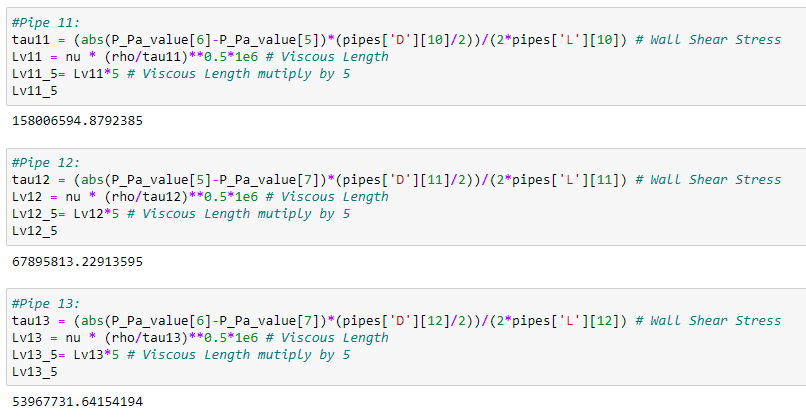 #Pipe 11:
tau11 = (abs(P_Pa_value[6]-P_Pa_value[5])*(pipes['D'][10]/2))/(2*pipes['L'][10]) # Wall Shear Stress
Lv11 = nu * (rho/tau11)**0.5*1e6 # Viscous Length
Lv11_5= Lv11*5 # Viscous Length mutiply by 5
Lv11_5
158006594.8792385
#Pipe 12:
tau12 = (abs(P_Pa_value[5]-P_Pa_value[7])*(pipes['D'][11]/2))/(2*pipes['L'][11]) # Wall Shear Stress
Lv12 = nu * (rho/tau12)**0.5*1e6 # Viscous Length
Lv12_5= Lv12*5 # Viscous Length mutiply by 5
Lv12_5
67895813.22913595
#Pipe 13:
tau13 = (abs(P_Pa_value[6]-P_Pa_value[7])*(pipes['D'][12]/2))/(2*pipes['L'][12]) # Wall Shear Stress
Lv13 = nu * (rho/tau13)**0.5*1e6 # Viscous Length
Lv13_5= Lv13*5 # Viscous Length mutiply by 5
Lv13_5
53967731.64154194